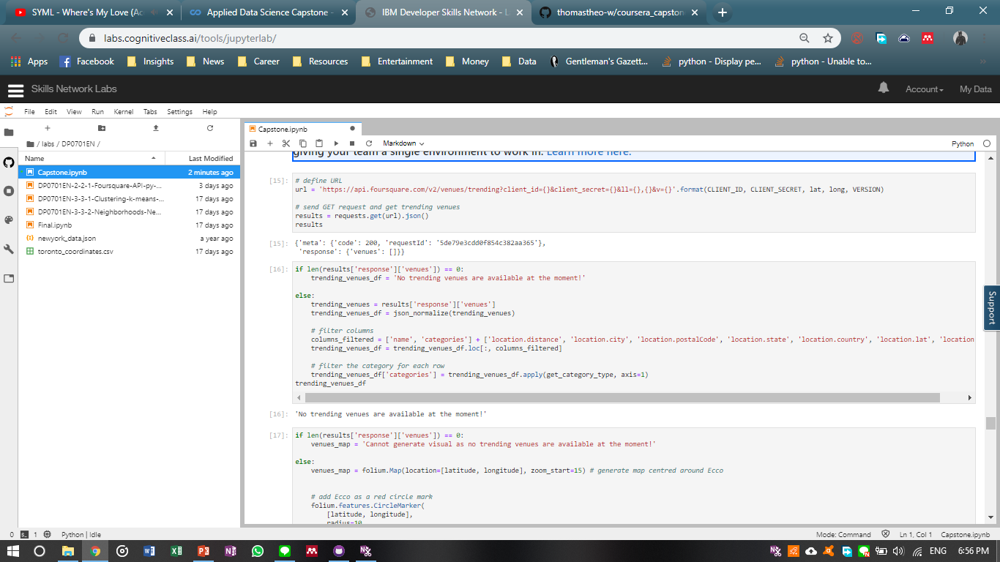 SYML - Where's My Love (Ac
Applied Data Science Capstone -
IBM Developer Skills Network - L
thomastheo-w/coursera_capston
labs.cognitiveclass.ai/tools/jupyterlab/
Apps
Facebook
Insights
News
Career
Resources
Entertainment
Money
Data
Gentleman's Gazett...
python - Display pe...
python - Unable to...
Skills Network Labs
Account
My Data
File Edit View Run Kernel Tabs Settings Help
Capstone.ipynb
/ labs / DP0701EN /
Markdown
Python
Name
Last Modified
Capstone.ipynb 2 minutes ago
DP0701EN-2-2-1-Foursquare-API-py-... 3 days ago
DP0701EN-3-3-1-Clustering-k-means-... 17 days ago
DP0701EN-3-3-2-Neighborhoods-Ne... 17 days ago
Final.ipynb 17 days ago
newyork_data.json a year ago
toronto_coordinates.csv 17 days ago
giving your team a single environment to work in. Learn more here.
[15]: # define URL
url = 'https://api.foursquare.com/v2/venues/trending?client_id={}&client_secret={}&ll={},{}&v={}'.format(CLIENT_ID, CLIENT_SECRET, lat, long, VERSION)
# send GET request and get trending venues
results = requests.get(url).json()
results
[15]: {'meta': {'code': 200, 'requestId': '5de79e3cdd0f854c382aa365'},
'response': {'venues': []}}
[16]: if len(results['response']['venues']) == 0:
trending_venues_df = 'No trending venues are available at the moment!'
else:
trending_venues = results['response']['venues']
trending_venues_df = json_normalize(trending_venues)
# filter columns
columns_filtered = ['name', 'categories'] + ['location.distance', 'location.city', 'location.postalCode', 'location.state', 'location.country', 'location.lat', 'location
trending_venues_df = trending_venues_df.loc[:, columns_filtered]
# filter the category for each row
trending_venues_df['categories'] = trending_venues_df.apply(get_category_type, axis=1)
trending_venues_df
[16]: 'No trending venues are available at the moment!'
[17]: if len(results['response']['venues']) == 0:
venues_map = 'Cannot generate visual as no trending venues are available at the moment!'
else:
venues_map = folium.Map(location=[latitude, longitude], zoom_start=15) # generate map centred around Ecco
# add Ecco as a red circle mark
folium.features.CircleMarker(
[latitude, longitude],
radius=10,
Support
0 1 Python | Idle
Mode: Command
Ln 1, Col 1 Capstone.ipynb
ENG 6:56 PM